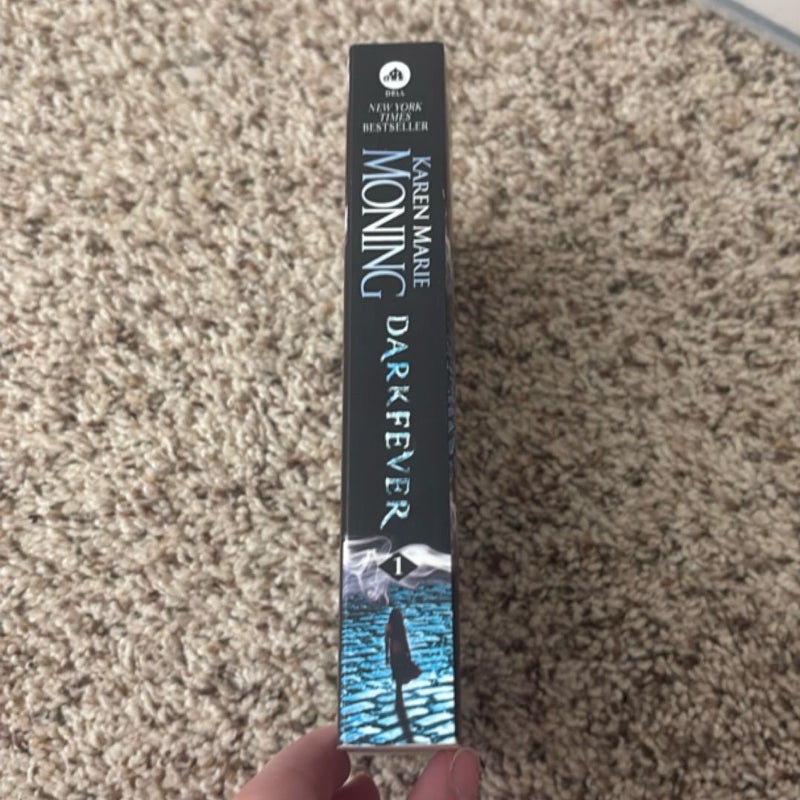 DELL
NEW YORK
TIMES
BESTSELLER
KAREN MARIE
MONING
DARKFEVER
1